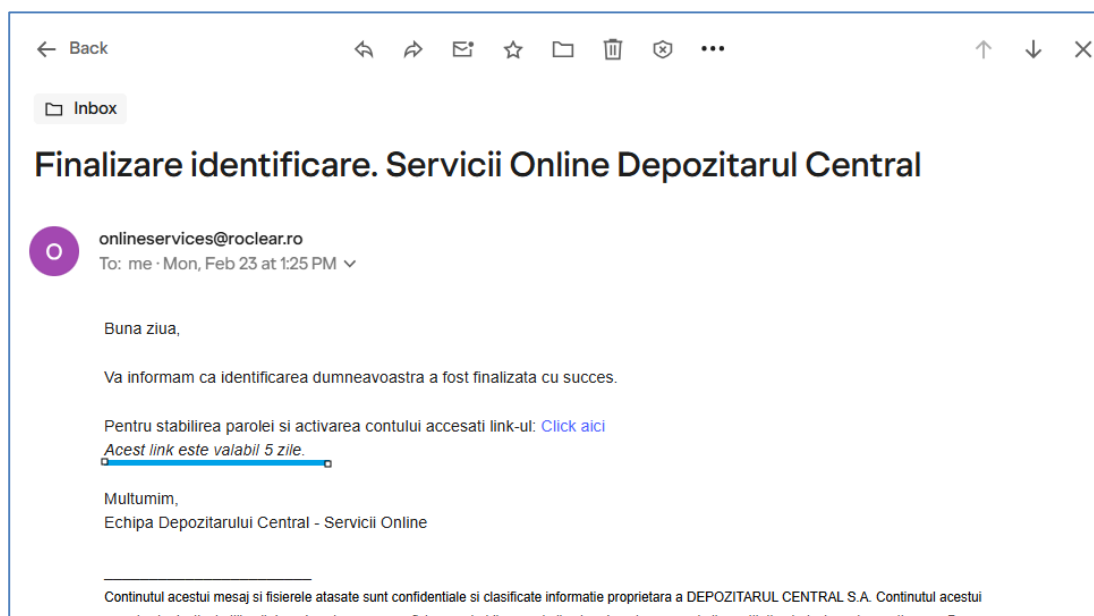 Back
Inbox
Finalizare identificare. Servicii Online Depozitarul Central
O
onlineservices@roclear.ro
To: me · Mon, Feb 23 at 1:25 PM
Buna ziua,
Va informam ca identificarea dumneavoastra a fost finalizata cu succes.
Pentru stabilirea parolei si activarea contului accesati link-ul: Click aici
Acest link este valabil 5 zile.
Multumim,
Echipa Depozitarului Central - Servicii Online
Continutul acestui mesaj si fisierele atasate sunt confidentiale si clasificate informatie proprietara a DEPOZITARUL CENTRAL S.A. Continutul acestui